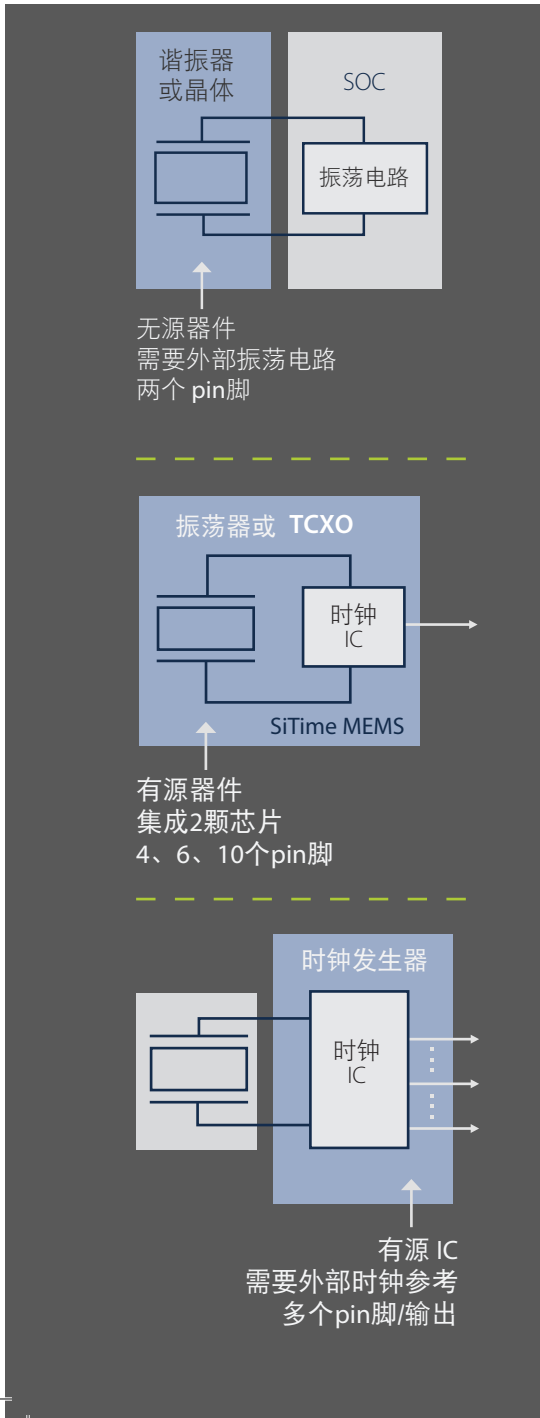 谐振器
或晶体
SOC
振荡电路
无源器件
需要外部振荡电路
两个 pin脚
振荡器或 TCXO
时钟
IC
SiTime MEMS
有源器件
集成2颗芯片
4、6、10个pin脚
时钟发生器
时钟
IC
有源 IC
需要外部时钟参考
多个pin脚/输出